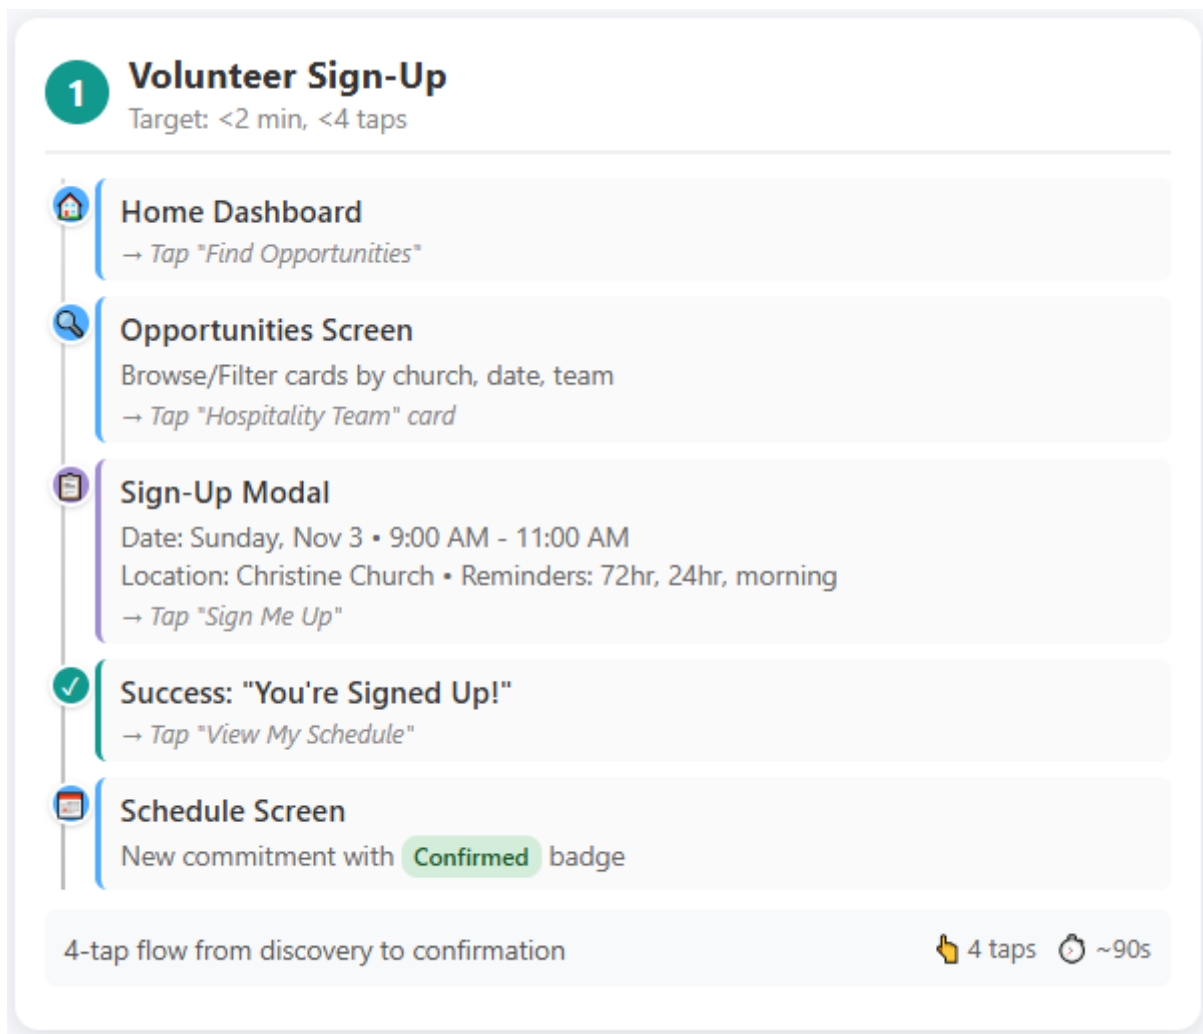 1
Volunteer Sign-Up
Target: <2 min, <4 taps
Home Dashboard
→ Tap "Find Opportunities"
Opportunities Screen
Browse/Filter cards by church, date, team
→ Tap "Hospitality Team" card
Sign-Up Modal
Date: Sunday, Nov 3 • 9:00 AM - 11:00 AM
Location: Christine Church • Reminders: 72hr, 24hr, morning
→ Tap "Sign Me Up"
Success: "You're Signed Up!"
→ Tap "View My Schedule"
Schedule Screen
New commitment with Confirmed badge
4-tap flow from discovery to confirmation 4 taps ~90s